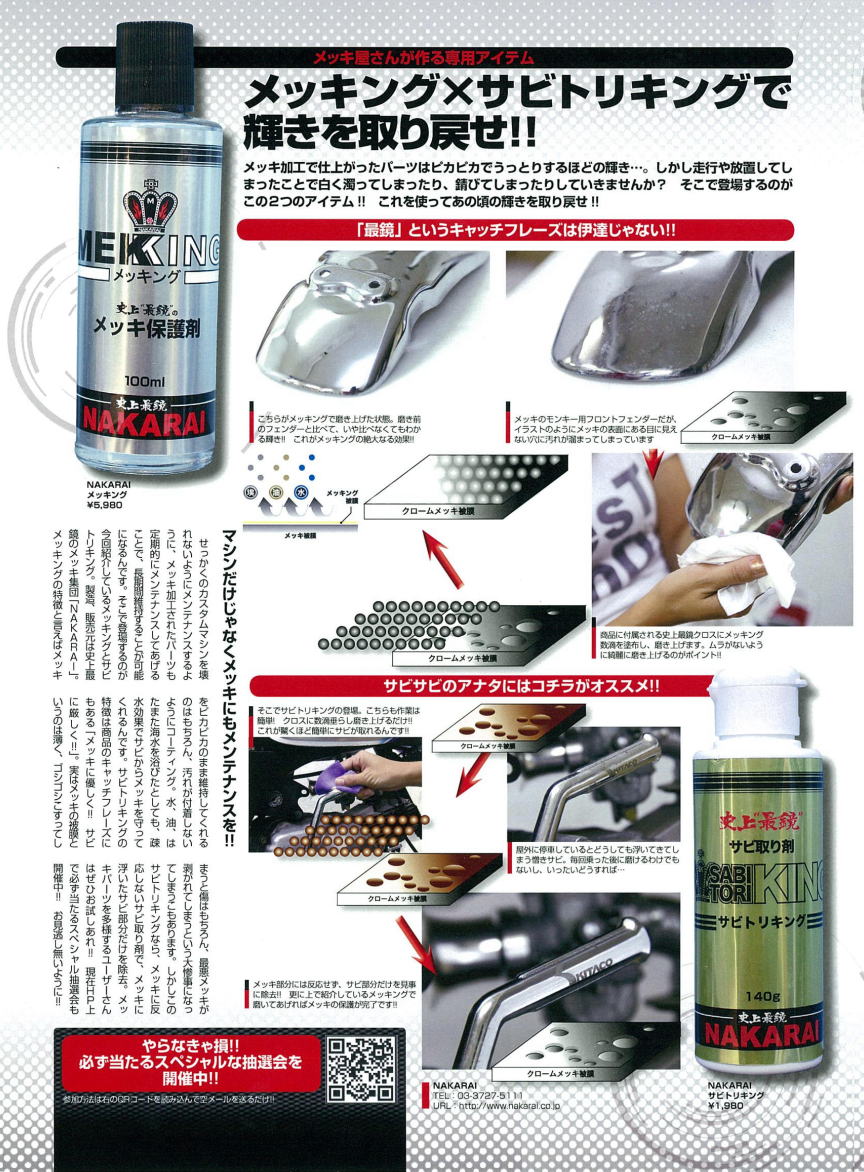 メッキ屋さんが作る専用アイテム
メッキング×サビトリキングで
輝きを取り戻せ!!
メッキ加工で仕上がったパーツはピカピカでうっとりするほどの輝き…。しかし走行や放置してし
まったことで白く濁ってしまったり、錆びてしまったりしていきませんか？　そこで登場するのが
この２つのアイテム!!　これを使ってあの頃の輝きを取り戻せ!!
「最鏡」というキャッチフレーズは伊達じゃない!!
M
NAKARAI
MEKKING
メッキング
史上"最鏡"の
メッキ保護剤
100ml
史上最鏡
NAKARAI
NAKARAI
メッキング
¥5,980
こちらがメッキングで磨き上げた状態。磨き前
のフェンダーと比べて、いや比べなくてもわか
る輝き!!　これがメッキングの絶大なる効果!!
メッキのモンキー用フロントフェンダーだが、
イラストのようにメッキの表面にある目に見え
ない穴に汚れが溜まってしまっています
クロームメッキ被膜
油
水
メッキング
被膜
メッキ被膜
クロームメッキ被膜
クロームメッキ被膜
商品に付属される史上最鏡クロスにメッキング
数滴を塗布し、磨き上げます。ムラがないよう
に綺麗に磨き上げるのがポイント!!
マシンだけじゃなくメッキにもメンテナンスを!!
せっかくのカスタムマシンを壊
れないようにメンテナンスするよ
うに、メッキ加工されたパーツも
定期的にメンテナンスしてあげる
ことで、長期間維持することが可能
になるんです。そこで登場するのが
今回紹介しているメッキングとサビ
トリキング。製造、販売元は史上最
鏡のメッキ集団「NAKARAI」。
メッキングの特徴と言えばメッキ
をピカピカのまま維持してくれる
のはもちろん、汚れが付着しない
ようにコーティング。水、油、は
たまた海水を浴びたとしても、疎
水効果でサビからメッキを守って
くれるんです。サビトリキングの
特徴は商品のキャッチフレーズに
もある「メッキに優しく!!　サビ
に厳しく!!」。実はメッキの被膜と
いうのは薄く、ゴシゴシこすってし
まうと傷はもちろん、最悪メッキが
剥がれてしまうという大惨事になっ
てしまうこともあります。しかしこの
サビトリキングなら、メッキに反
応しないサビ取り剤で、メッキに
浮いたサビ部分だけを除去。メッ
キパーツを多様するユーザーさん
はぜひお試しあれ!!　現在HP上
で必ず当たるスペシャル抽選会も
開催中!!　お見逃し無いように!!
サビサビのアナタにはコチラがオススメ!!
そこでサビトリキングの登場。こちらも作業は
簡単!　クロスに数滴垂らし磨き上げるだけ!!
これが驚くほど簡単にサビが取れるんです!!
クロームメッキ被膜
屋外に停車しているとどうしても浮いてきてし
まう憎きサビ。毎回乗った後に磨けるわけでも
ないし、いったいどうすれば…
クロームメッキ被膜
KITACO
メッキ部分には反応せず、サビ部分だけを見事
に除去!!　更に上で紹介しているメッキングで
磨いてあげればメッキの保護が完了です!!
クロームメッキ被膜
史上"最鏡"
サビ取り剤
SABI
TORI KING
サビトリキング
140g
史上最鏡
NAKARAI
NAKARAI
サビトリキング
¥1,980
やらなきゃ損!!
必ず当たるスペシャルな抽選会を
開催中!!
参加方法は右のQRコードを読み込んで空メールを送るだけ!!
NAKARAI
TEL：03-3727-5111
URL：http://www.nakarai.co.jp